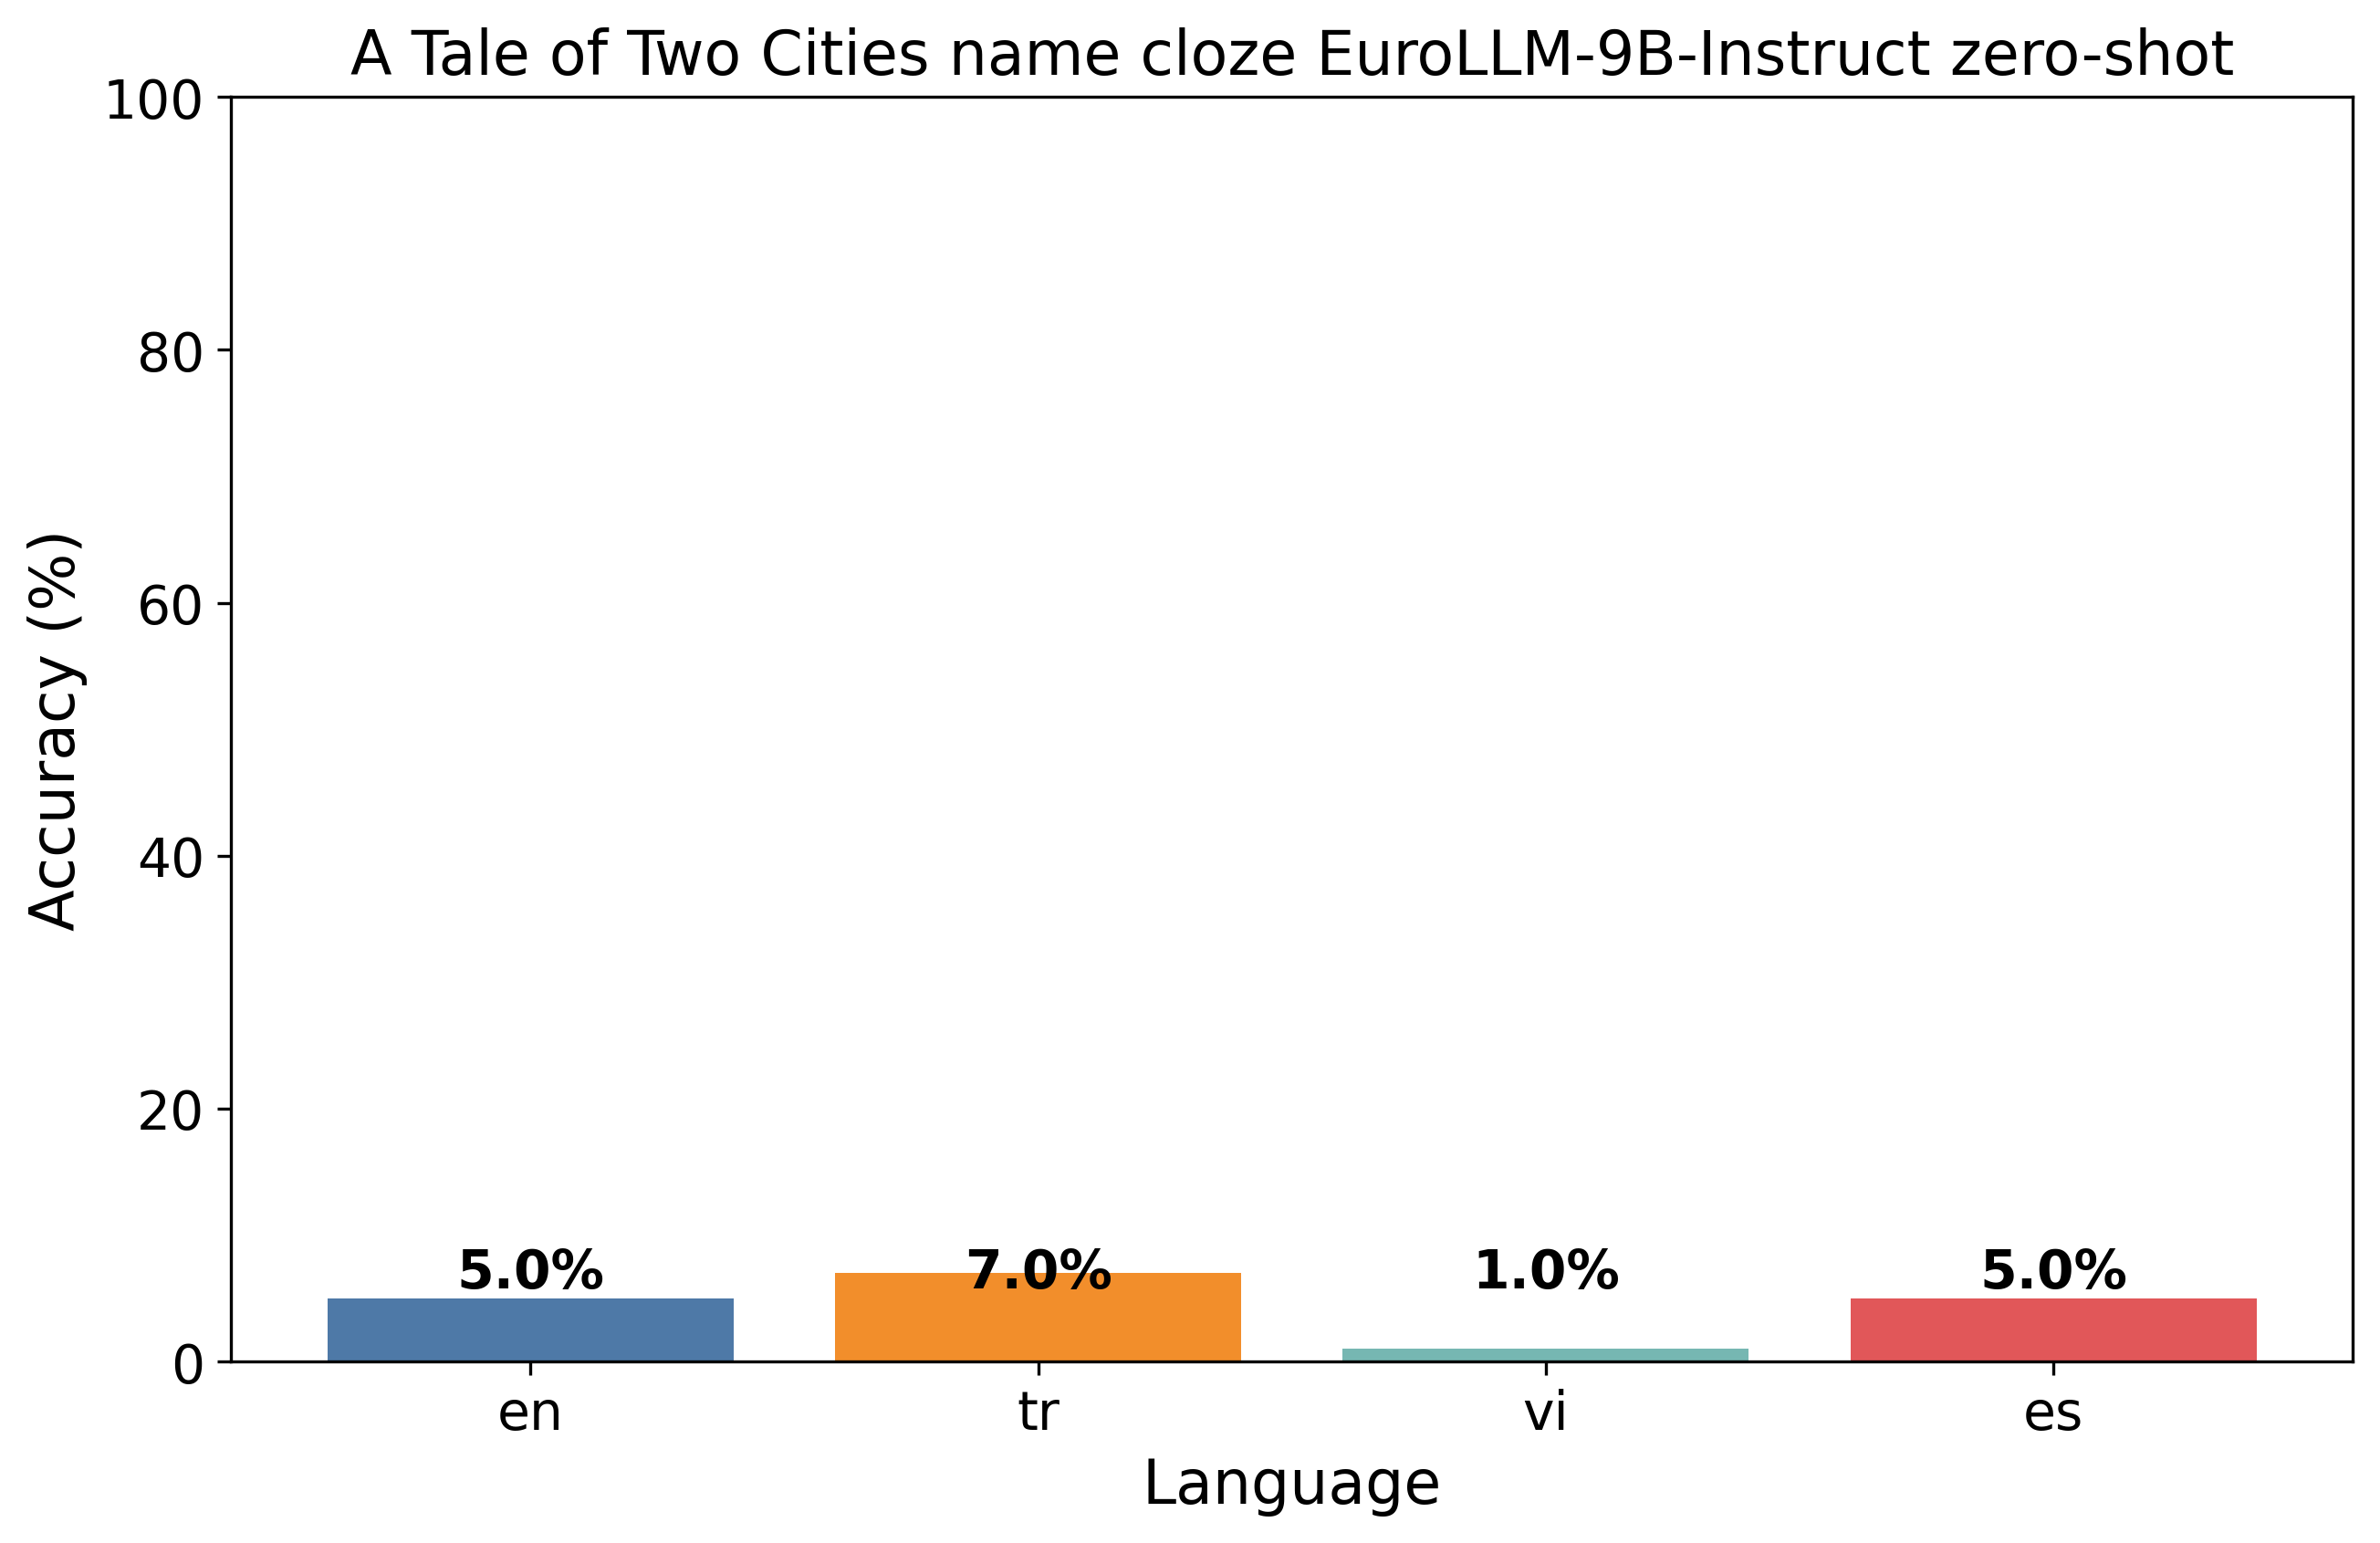 A Tale of Two Cities name cloze EuroLLM-9B-Instruct zero-shot
Accuracy (%)
100
80
60
40
20
0
5.0%
7.0%
1.0%
5.0%
en
tr
vi
es
Language